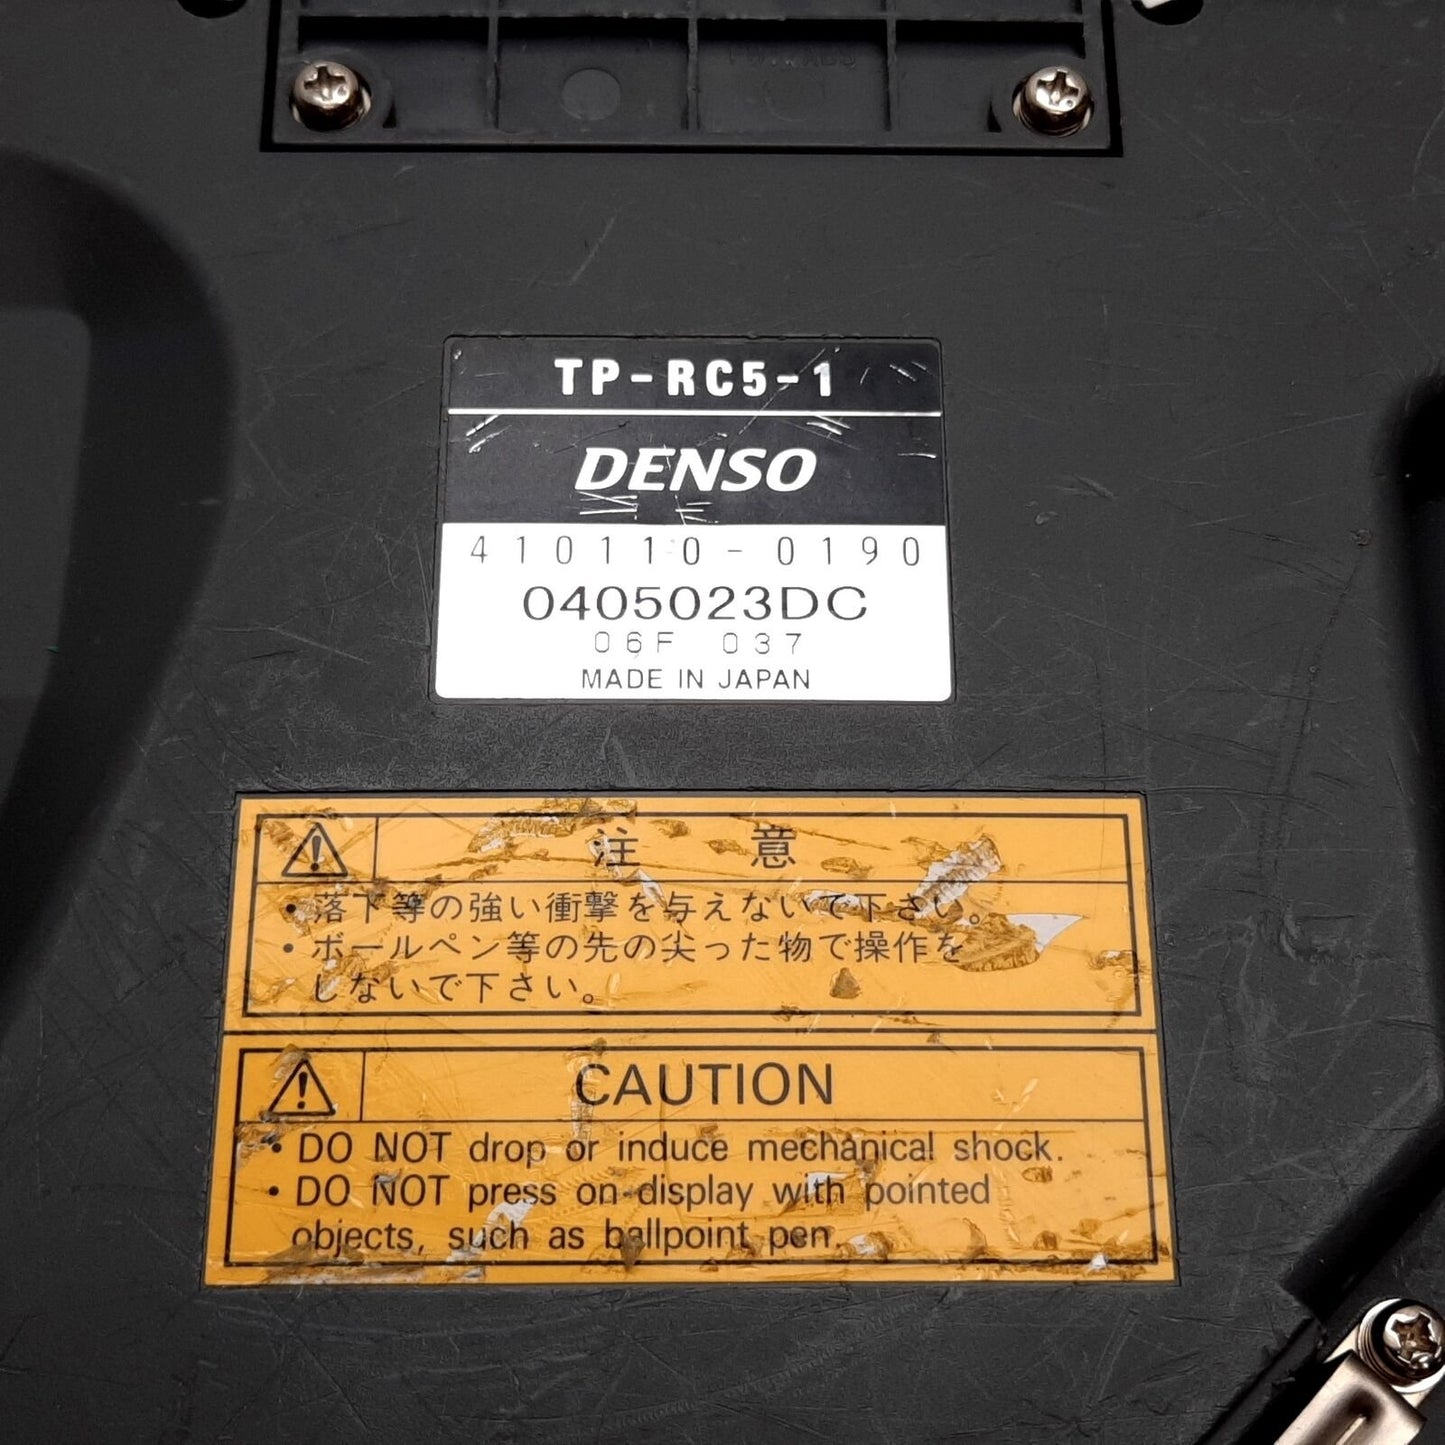 TP-RC5-1
DENSO
410110-0190
0405023DC
06F 037
MADE IN JAPAN
注 意
・落下等の強い衝撃を与えないで下さい。
・ボールペン等の先の尖った物で操作を
しないで下さい。
CAUTION
• DO NOT drop or induce mechanical shock.
• DO NOT press on display with pointed
objects, such as ballpoint pen.